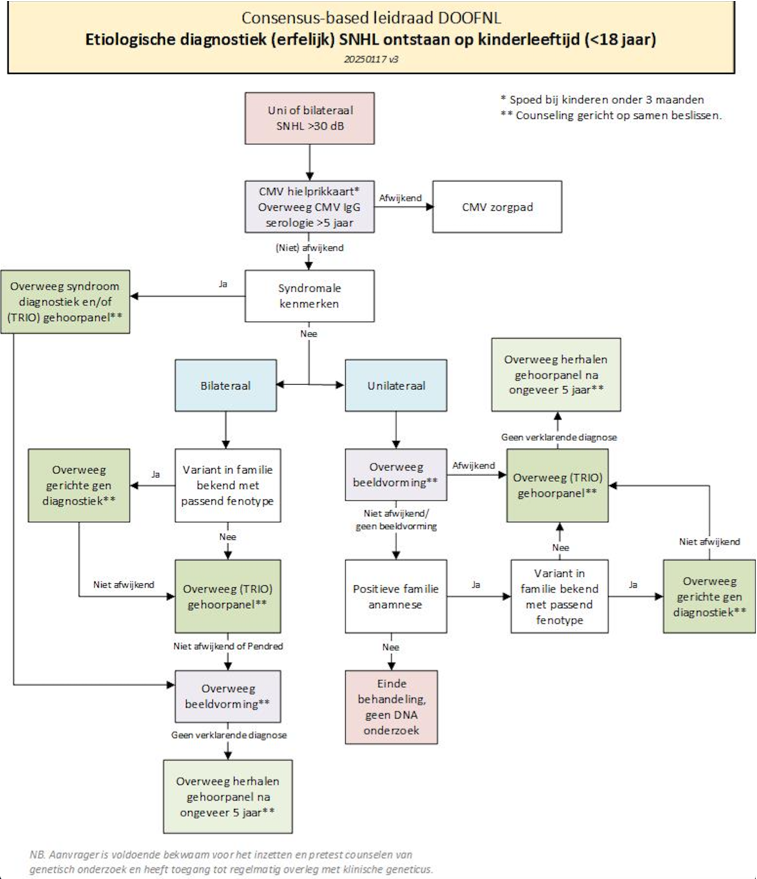 Consensus-based leidraad DOOFNL
Etiologische diagnostiek (erfelijk) SNHL ontstaan op kinderleeftijd (<18 jaar)
20250117 v3
* Spoed bij kinderen onder 3 maanden
** Counseling gericht op samen beslissen.
Uni of bilateraal
SNHL >30 dB
CMV hielprikkaart*
Overweeg CMV IgG
serologie >5 jaar
Afwijkend
CMV zorgpad
(Niet) afwijkend
Syndromale
kenmerken
Ja
Overweeg syndroom
diagnostiek en/of
(TRIO) gehoorpanel**
Nee
Bilateraal
Unilateraal
Overweeg herhalen
gehoorpanel na
ongeveer 5 jaar**
Geen verklarende diagnose
Overweeg
gerichte gen
diagnostiek**
Ja
Variant in familie
bekend met
passend fenotype
Overweeg
beeldvorming**
Afwijkend
Overweeg (TRIO)
gehoorpanel**
Niet afwijkend/
geen beeldvorming
Nee
Nee
Niet afwijkend
Niet afwijkend
Overweeg (TRIO)
gehoorpanel**
Positieve familie
anamnese
Ja
Variant in
familie bekend
met passend
fenotype
Ja
Overweeg
gerichte gen
diagnostiek**
Niet afwijkend of Pendred
Nee
Overweeg
beeldvorming**
Einde
behandeling,
geen DNA
onderzoek
Geen verklarende diagnose
Overweeg herhalen
gehoorpanel na
ongeveer 5 jaar**
NB. Aanvrager is voldoende bekwaam voor het inzetten en pretest counselen van
genetisch onderzoek en heeft toegang tot regelmatig overleg met klinische geneticus.